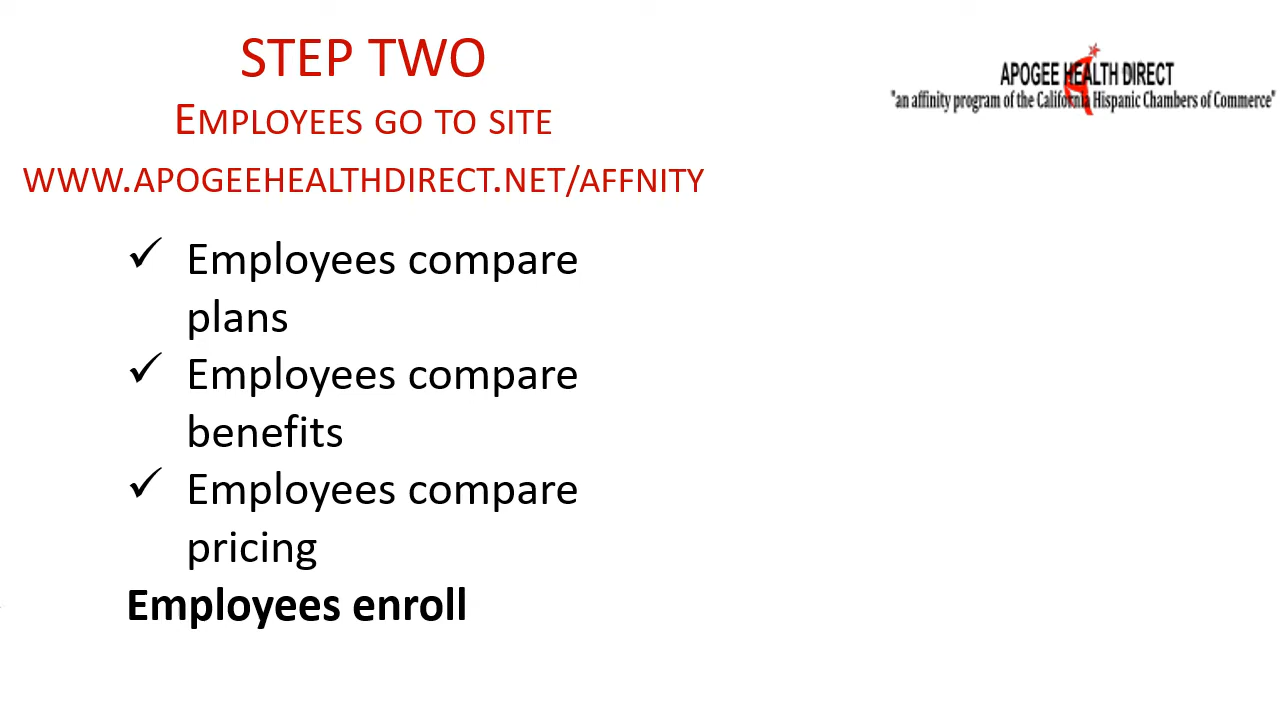 STEP TWO
EMPLOYEES GO TO SITE
WWW.APOGEEHEALTHDIRECT.NET/AFFNITY
APOGEE HEALTH DIRECT
"an affinity program of the California Hispanic Chambers of Commerce"
✓ Employees compare
plans
✓ Employees compare
benefits
✓ Employees compare
pricing
Employees enroll